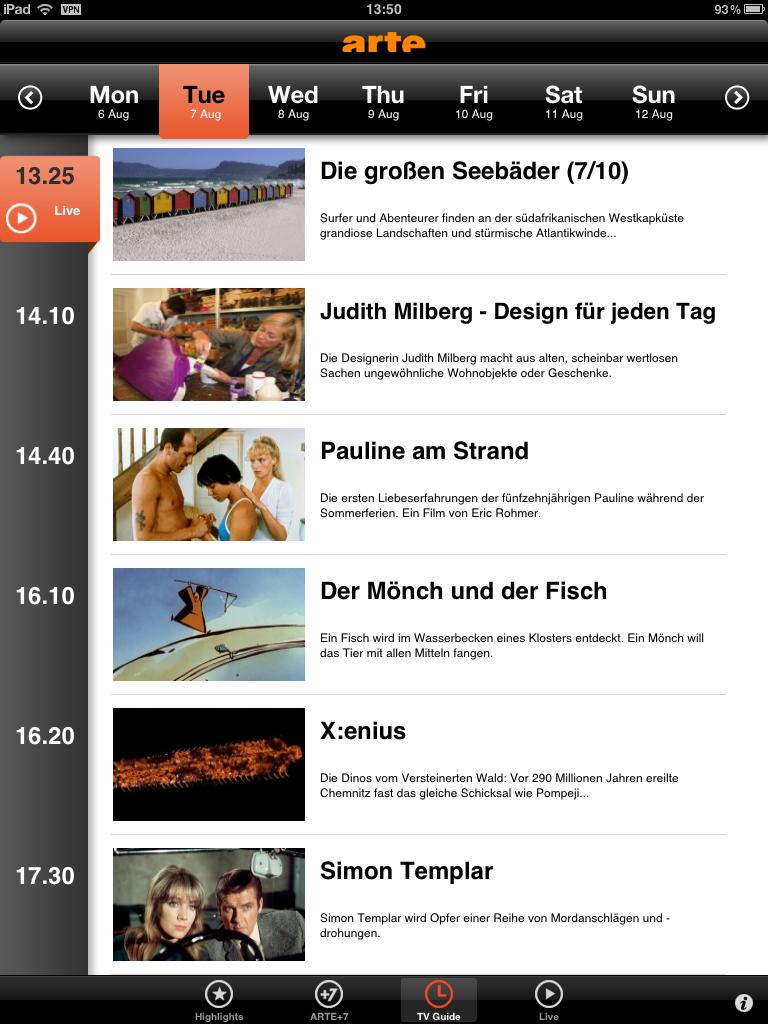 iPad VPN 13:50 93%
arte
Mon Tue Wed Thu Fri Sat Sun
6 Aug 7 Aug 8 Aug 9 Aug 10 Aug 11 Aug 12 Aug
13.25
Live
Die großen Seebäder (7/10)
Surfer und Abenteurer finden an der südafrikanischen Westkapküste
grandiose Landschaften und stürmische Atlantikwinde...
14.10
Judith Milberg - Design für jeden Tag
Die Designerin Judith Milberg macht aus alten, scheinbar wertlosen
Sachen ungewöhnliche Wohnobjekte oder Geschenke.
14.40
Pauline am Strand
Die ersten Liebeserfahrungen der fünfzehnjährigen Pauline während der
Sommerferien. Ein Film von Eric Rohmer.
16.10
Der Mönch und der Fisch
Ein Fisch wird im Wasserbecken eines Klosters entdeckt. Ein Mönch will
das Tier mit allen Mitteln fangen.
16.20
X:enius
Die Dinos vom Versteinerten Wald: Vor 290 Millionen Jahren ereilte
Chemnitz fast das gleiche Schicksal wie Pompeji...
17.30
Simon Templar
Simon Templar wird Opfer einer Reihe von Mordanschlägen und -
drohungen.
+7
Highlights ARTE+7 TV Guide Live
i